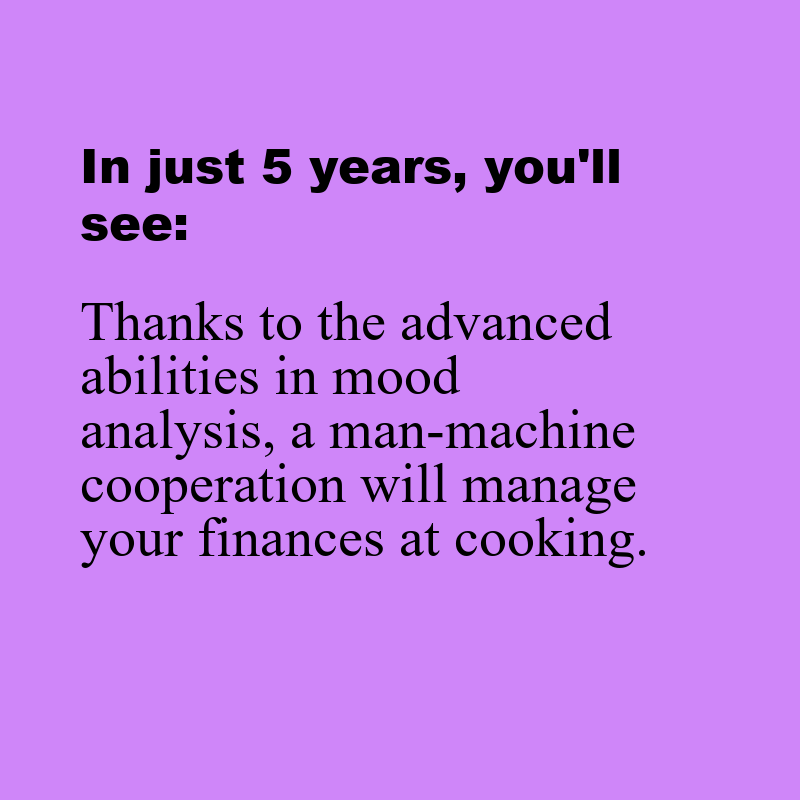 In just 5 years, you'll
see:
Thanks to the advanced
abilities in mood
analysis, a man-machine
cooperation will manage
your finances at cooking.